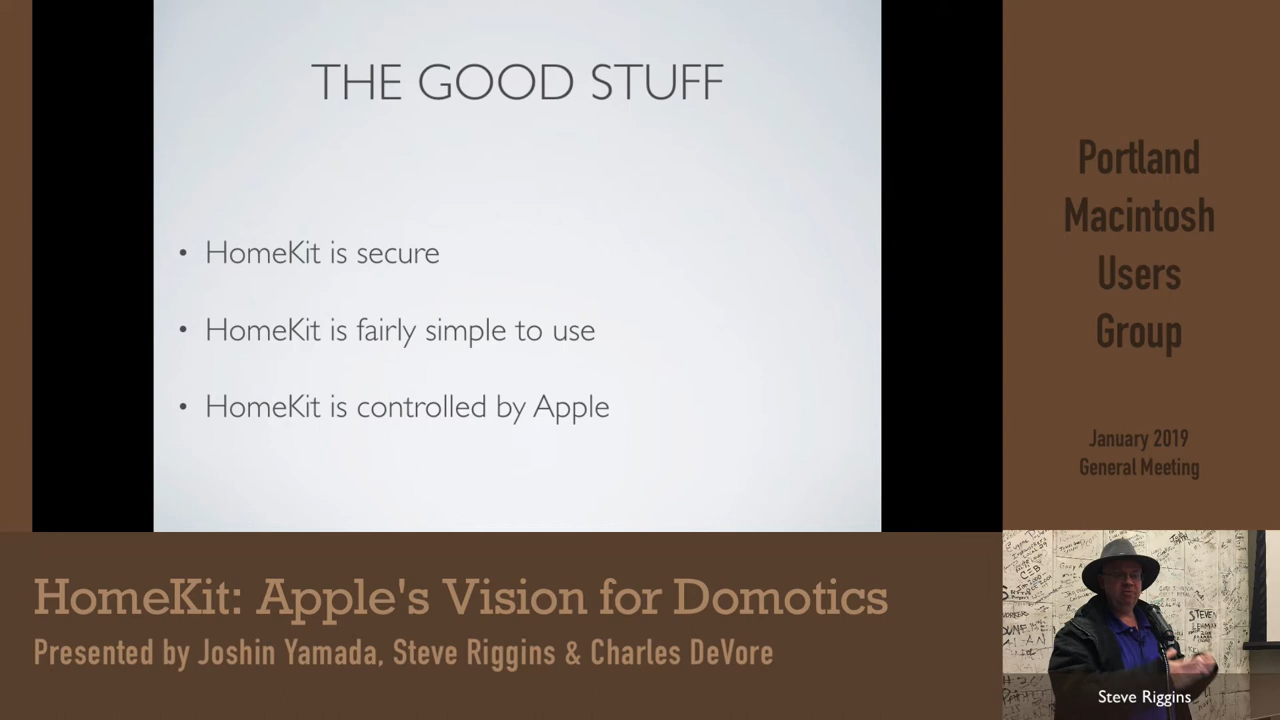 THE GOOD STUFF
• HomeKit is secure
• HomeKit is fairly simple to use
• HomeKit is controlled by Apple
Portland
Macintosh
Users
Group
January 2019
General Meeting
HomeKit: Apple's Vision for Domotics
Presented by Joshin Yamada, Steve Riggins & Charles DeVore
STEVEN
LEHMAN
Steve Riggins